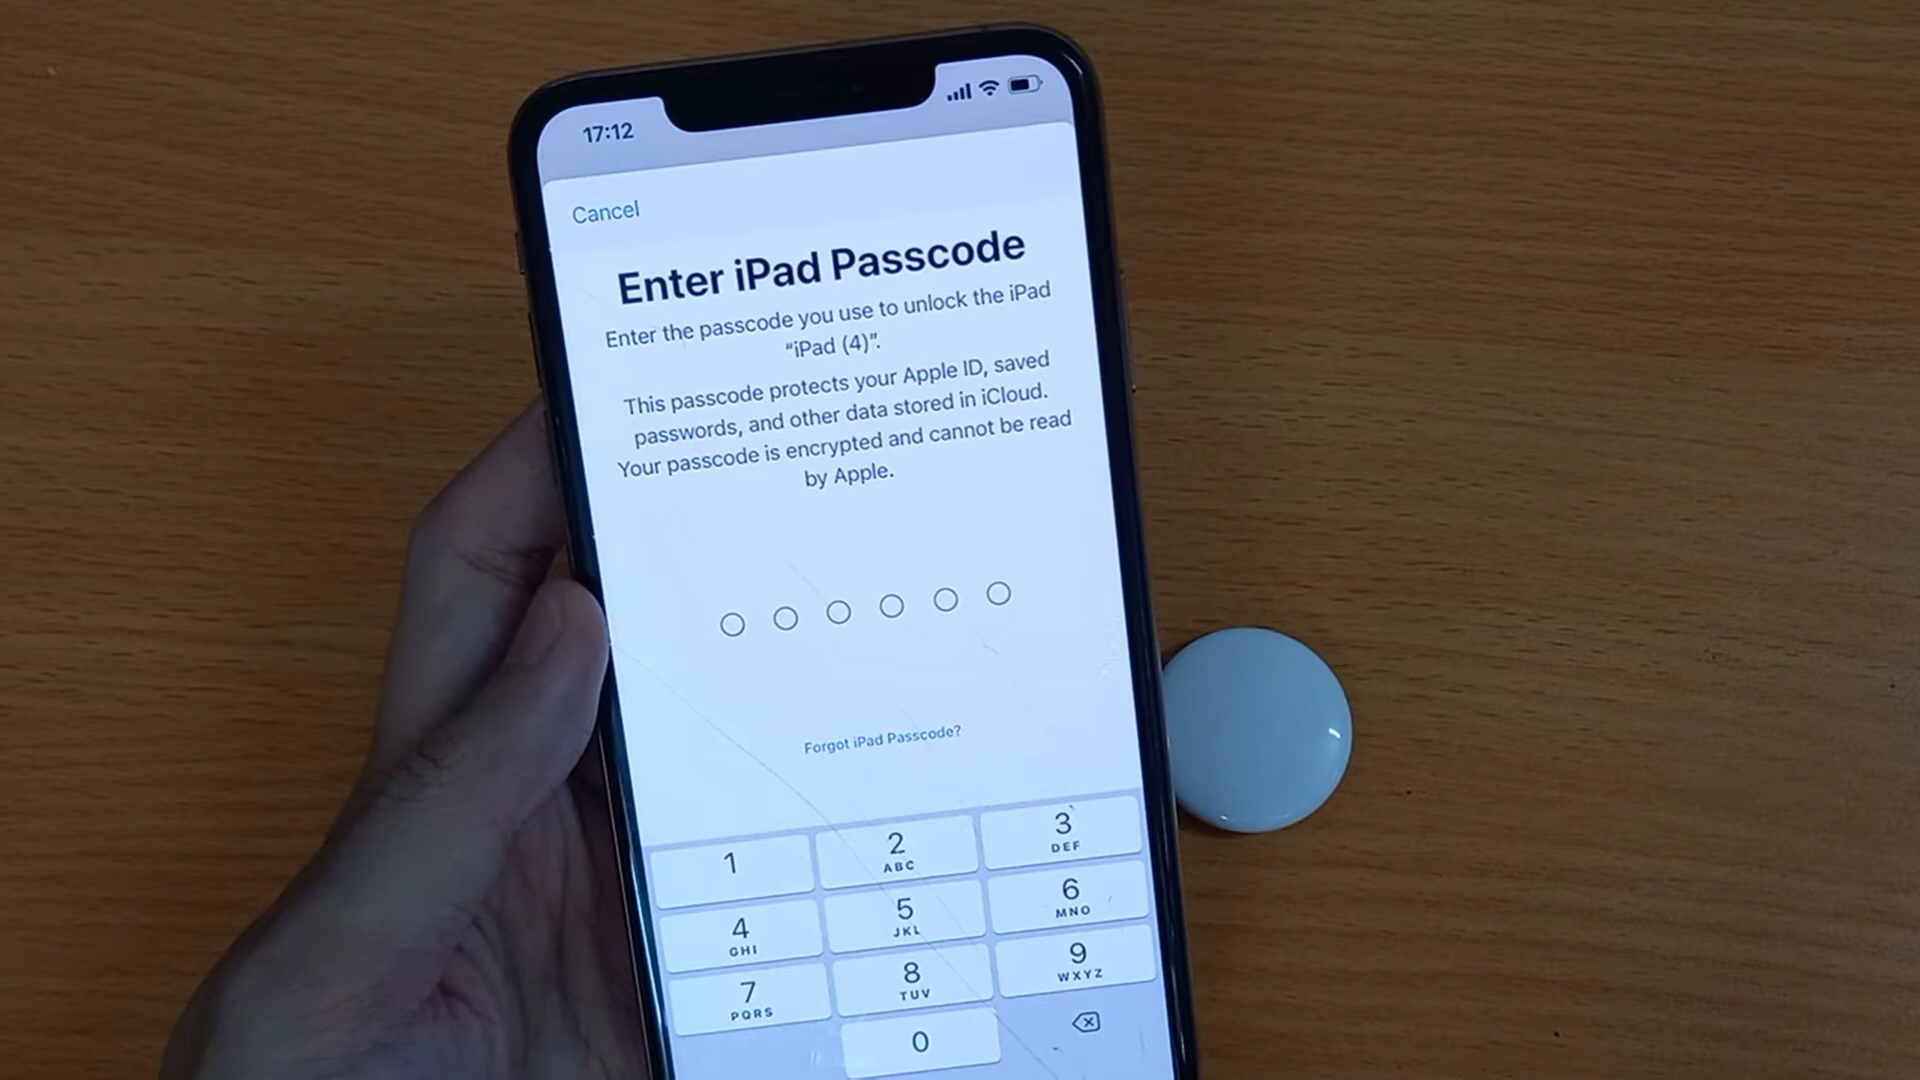 17:12
Cancel
Enter iPad Passcode
Enter the passcode you use to unlock the iPad
“iPad (4)”.
This passcode protects your Apple ID, saved
passwords, and other data stored in iCloud.
Your passcode is encrypted and cannot be read
by Apple.
Forgot iPad Passcode?
1
2
ABC
3
DEF
4
GHI
5
JKL
6
MNO
7
PQRS
8
TUV
9
WXYZ
0